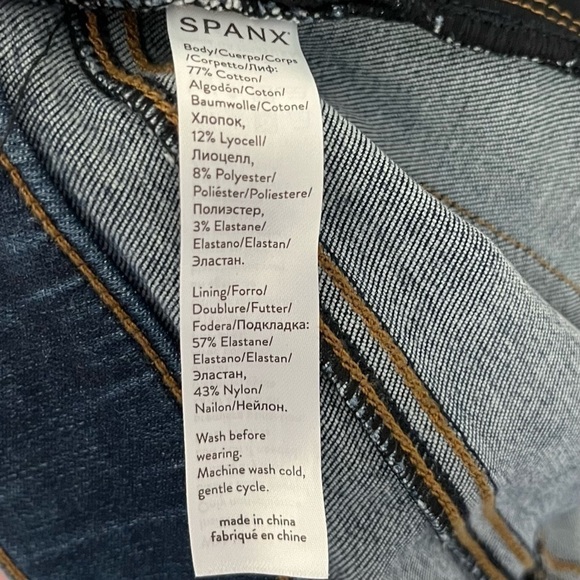 SPANX
Body/Cuerpo/Corps
/Corpetto/Лиф:
77% Cotton/
Algodón/Coton/
Baumwolle/Cotone/
Хлопок,
12% Lyocell/
Лиоцелл,
8% Polyester/
Poliéster/Poliestere/
Полиэстер,
3% Elastane/
Elastano/Elastan/
Эластан.
Lining/Forro/
Doublure/Futter/
Fodera/Подкладка:
57% Elastane/
Elastano/Elastan/
Эластан,
43% Nylon/
Nailon/Нейлон.
Wash before
wearing.
Machine wash cold,
gentle cycle.
made in china
fabriqué en chine